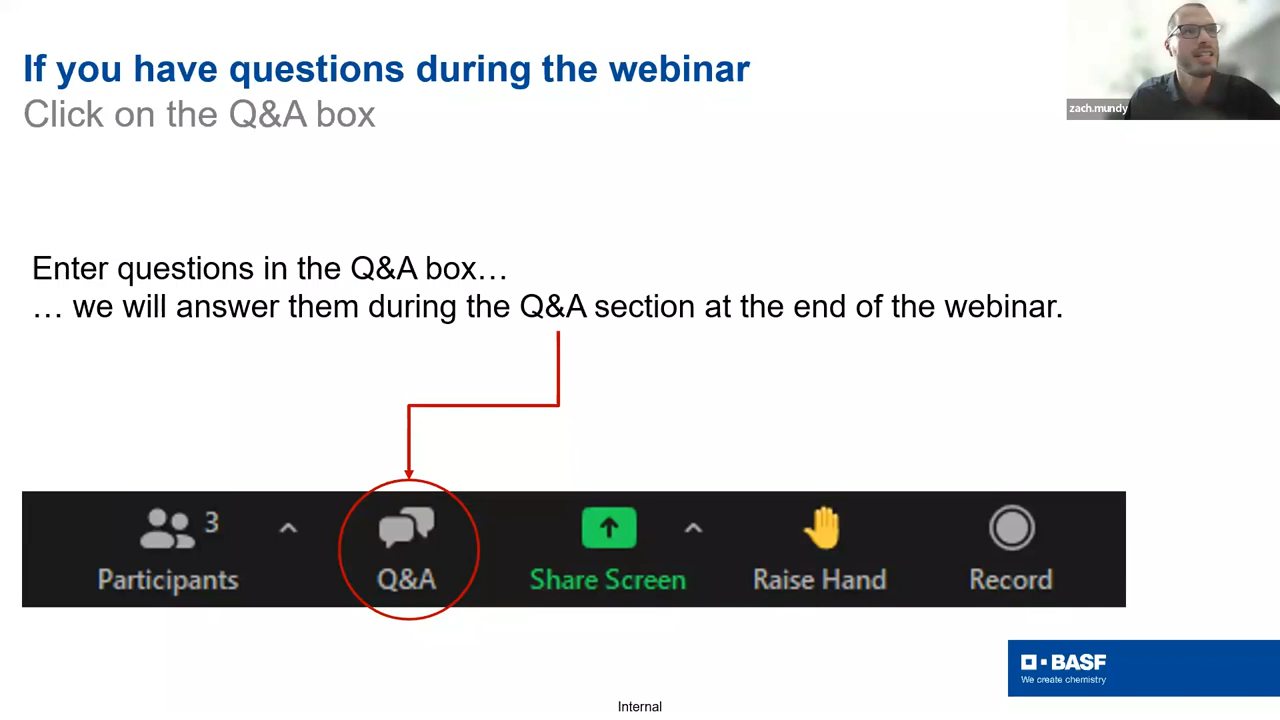 If you have questions during the webinar
Click on the Q&A box
zach.mundy
Enter questions in the Q&A box…
… we will answer them during the Q&A section at the end of the webinar.
3
Participants
Q&A
Share Screen
Raise Hand
Record
BASF
We create chemistry
Internal